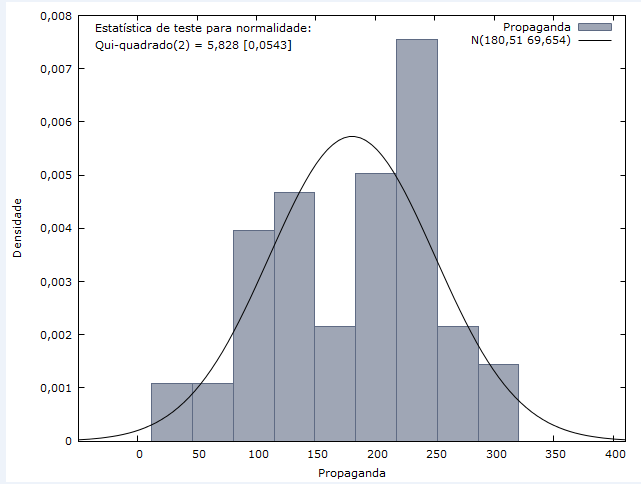 Estatística de teste para normalidade:
Qui-quadrado(2) = 5,828 [0,0543]
Propaganda
N(180,51 69,654)
0,008
0,007
0,006
0,005
0,004
0,003
0,002
0,001
0
Densidade
0 50 100 150 200 250 300 350 400
Propaganda